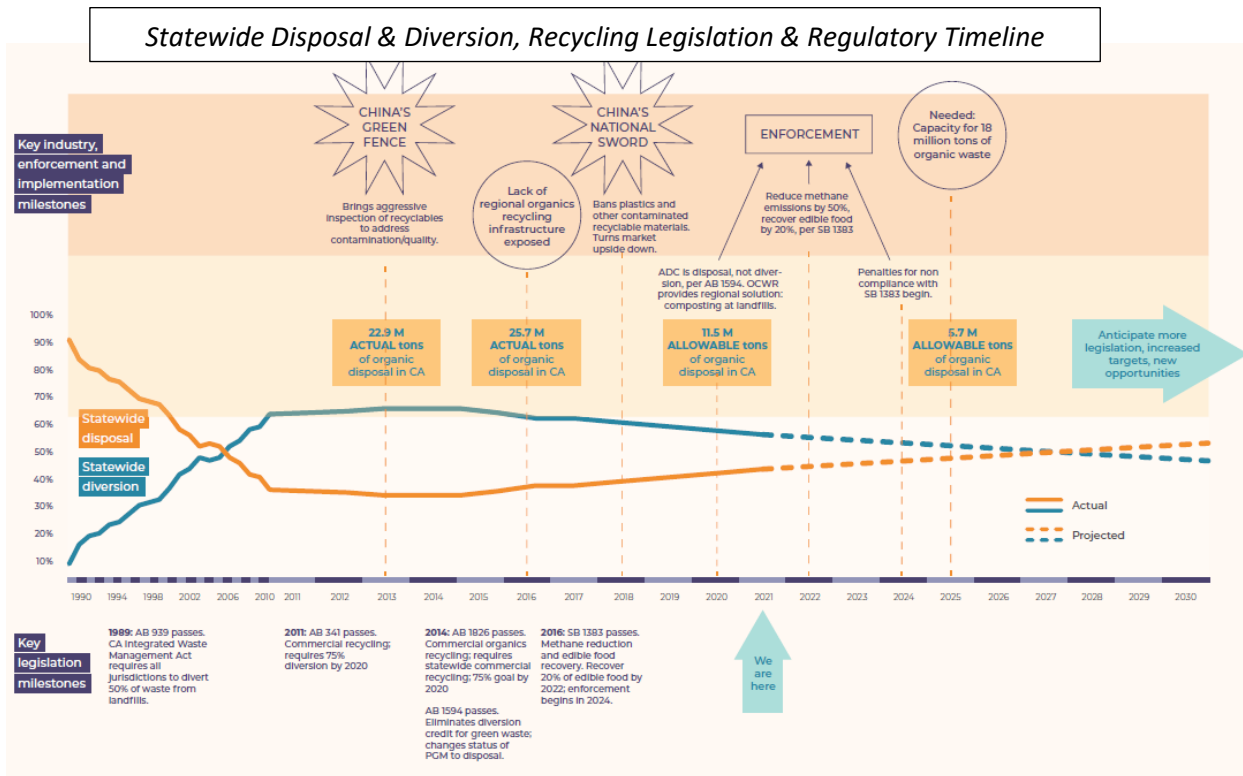 Statewide Disposal & Diversion, Recycling Legislation & Regulatory Timeline
Key industry,
enforcement and
implementation
milestones
CHINA'S
GREEN
FENCE
Brings aggressive
inspection of recyclables
to address
contamination/quality.
Lack of
regional organics
recycling
infrastructure
exposed
CHINA'S
NATIONAL
SWORD
Bans plastics and
other contaminated
recyclable materials.
Turns market
upside down.
ENFORCEMENT
Reduce methane
emissions by 50%,
recover edible food
by 20%, per SB 1383
ADC is disposal, not diver-
sion, per AB 1594. OCWR
provides regional solution:
composting at landfills.
Penalties for non
compliance with
SB 1383 begin.
Needed:
Capacity for 18
million tons of
organic waste
22.9 M
ACTUAL tons
of organic
disposal in CA
25.7 M
ACTUAL tons
of organic
disposal in CA
11.5 M
ALLOWABLE tons
of organic
disposal in CA
5.7 M
ALLOWABLE tons
of organic
disposal in CA
Anticipate more
legislation, increased
targets, new
opportunities
100%
90%
80%
70%
60%
50%
40%
30%
20%
10%
Statewide
disposal
Statewide
diversion
Actual
Projected
1990 1994 1998 2002 2006 2010 2011 2012 2013 2014 2015 2016 2017 2018 2019 2020 2021 2022 2023 2024 2025 2026 2027 2028 2029 2030
Key
legislation
milestones
1989: AB 939 passes.
CA Integrated Waste
Management Act
requires all
jurisdictions to divert
50% of waste from
landfills.
2011: AB 341 passes.
Commercial recycling;
requires 75%
diversion by 2020
2014: AB 1826 passes.
Commercial organics
recycling; requires
statewide commercial
recycling; 75% goal by
2020
AB 1594 passes.
Eliminates diversion
credit for green waste;
changes status of
PGM to disposal.
2016: SB 1383 passes.
Methane reduction
and edible food
recovery. Recover
20% of edible food by
2022; enforcement
begins in 2024.
We
are
here